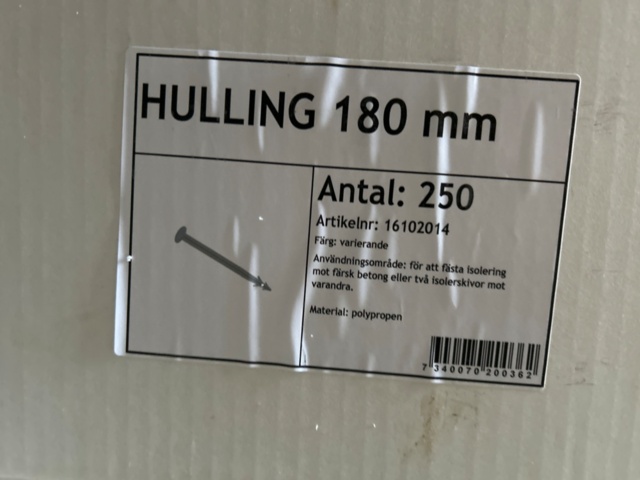 HULLING 180 mm
Antal: 250
Artikelnr: 16102014
Färg: varierande
Användningsområde: för att fästa isolering
mot färsk betong eller två isolerskivor mot
varandra.
Material: polypropen
7 340070 200362